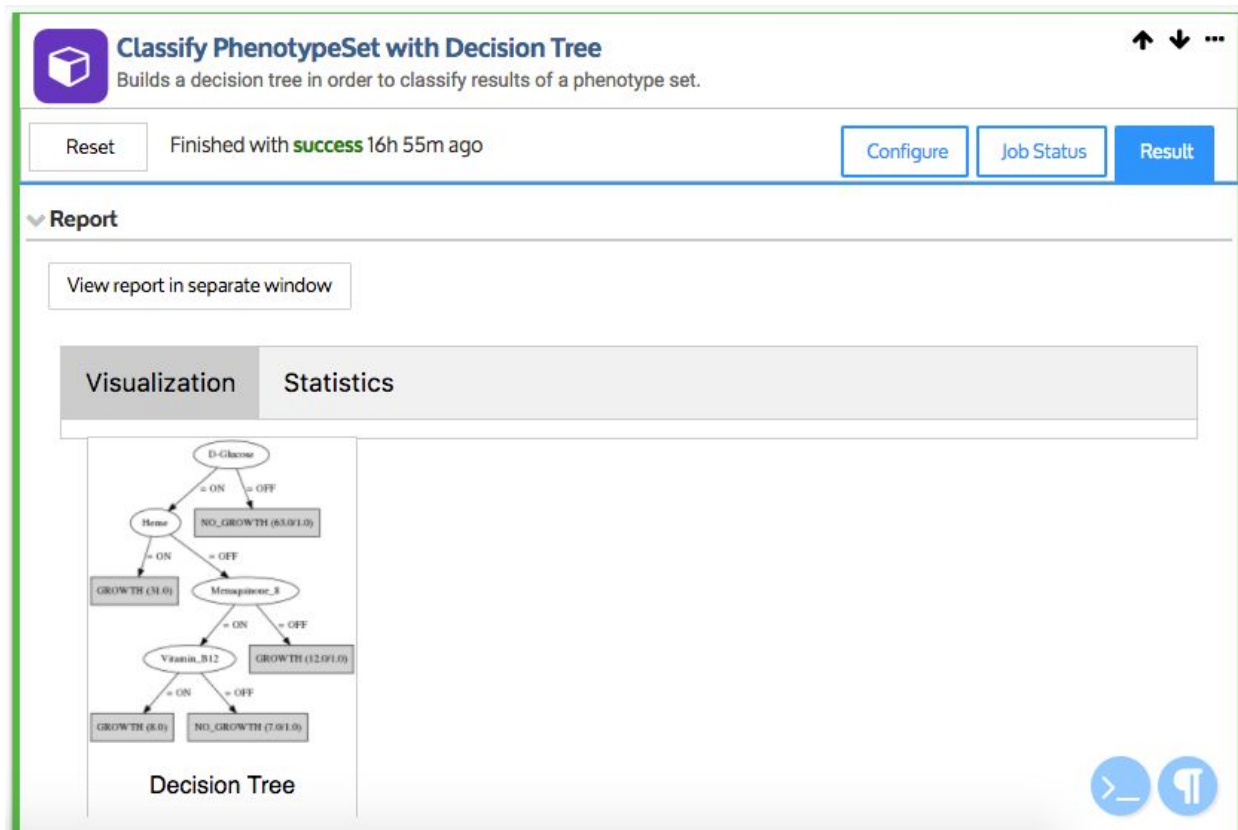 Classify PhenotypeSet with Decision Tree
Builds a decision tree in order to classify results of a phenotype set.
Reset
Finished with success 16h 55m ago
Configure
Job Status
Result
Report
View report in separate window
Visualization
Statistics
D-Glucose
= ON
= OFF
Heme
NO_GROWTH (63.0/1.0)
= ON
= OFF
GROWTH (31.0)
Menaquinone_8
= ON
= OFF
Vitamin_B12
GROWTH (12.0/1.0)
= ON
= OFF
GROWTH (8.0)
NO_GROWTH (7.0/1.0)
Decision Tree